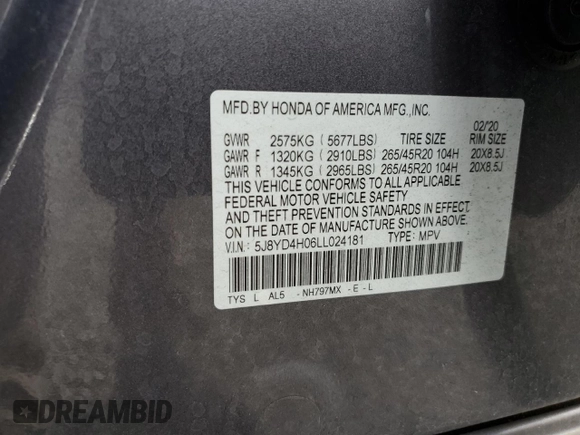 MFD.BY HONDA OF AMERICA MFG.,INC.
02/'20
GVWR 2575KG ( 5677LBS) TIRE SIZE RIM SIZE
GAWR F 1320KG ( 2910LBS) 265/45R20 104H 20X8.5J
GAWR R 1345KG ( 2965LBS) 265/45R20 104H 20X8.5J
THIS VEHICLE CONFORMS TO ALL APPLICABLE
FEDERAL MOTOR VEHICLE SAFETY
AND THEFT PREVENTION STANDARDS IN EFFECT
ON THE DATE OF MANUFACTURE SHOWN ABOVE.
V.I.N: 5J8YD4H06LL024181 TYPE: MPV
TYS L AL5 -NH797MX -E-L
DREAMBID